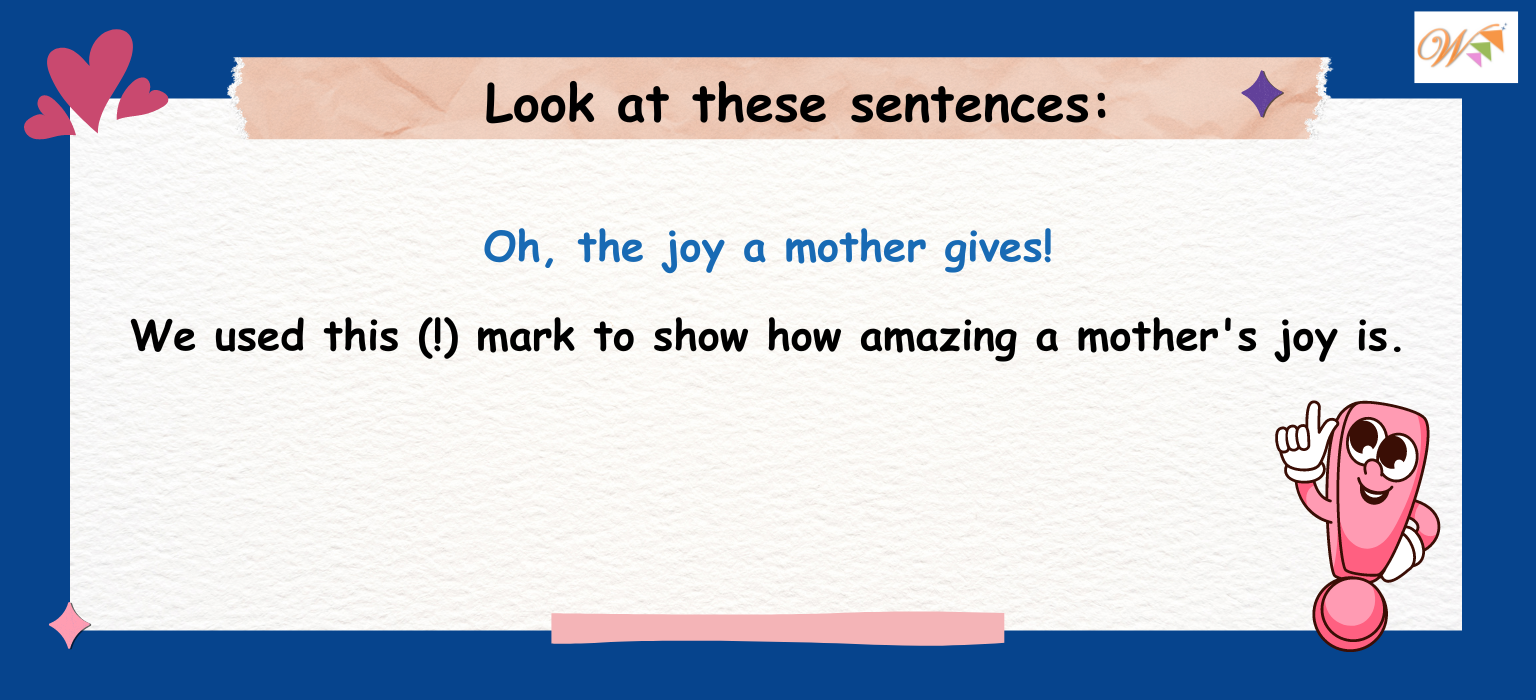 Look at these sentences:
Oh, the joy a mother gives!
We used this (!) mark to show how amazing a mother's joy is.
W